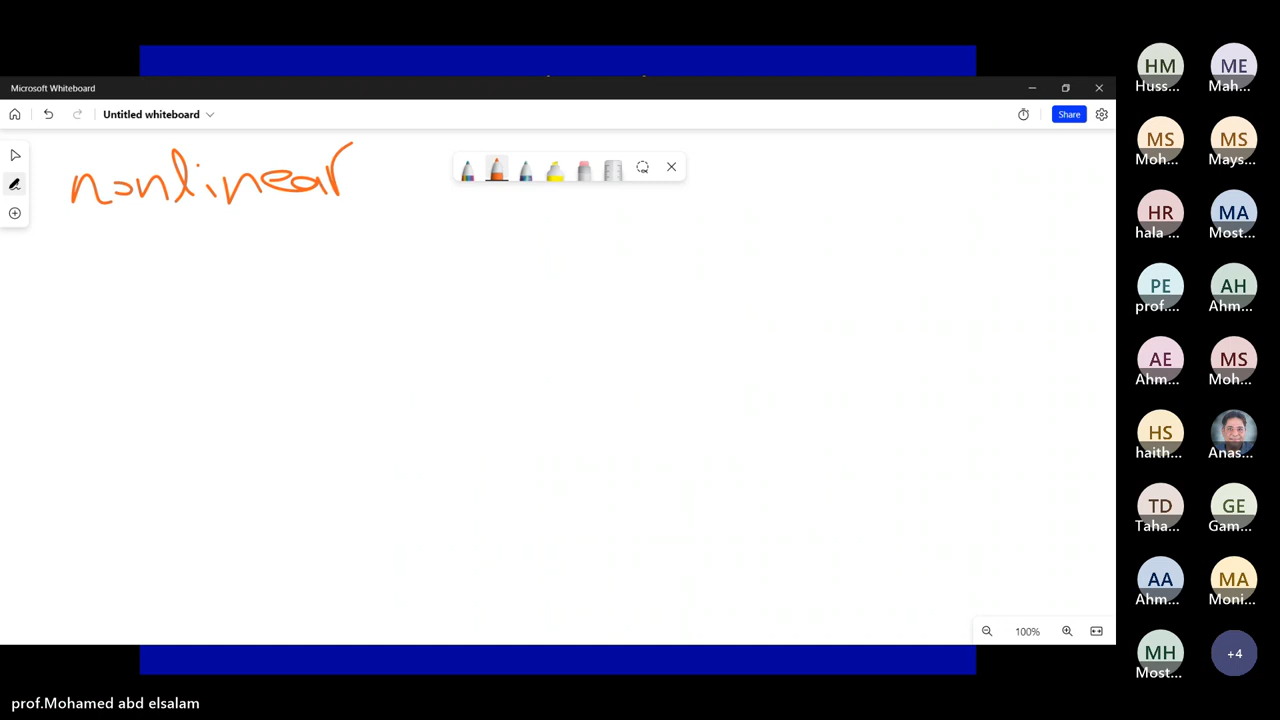 Microsoft Whiteboard
Untitled whiteboard
Share
nonlinear
100%
HM
Huss...
ME
Mah...
MS
Moh...
MS
Mays...
HR
hala ...
MA
Most...
PE
prof....
AH
Ahm...
AE
Ahm...
MS
Moh...
HS
haith...
Anas...
TD
Taha...
GE
Gam...
AA
Ahm...
MA
Moni...
MH
Most...
+4
prof.Mohamed abd elsalam